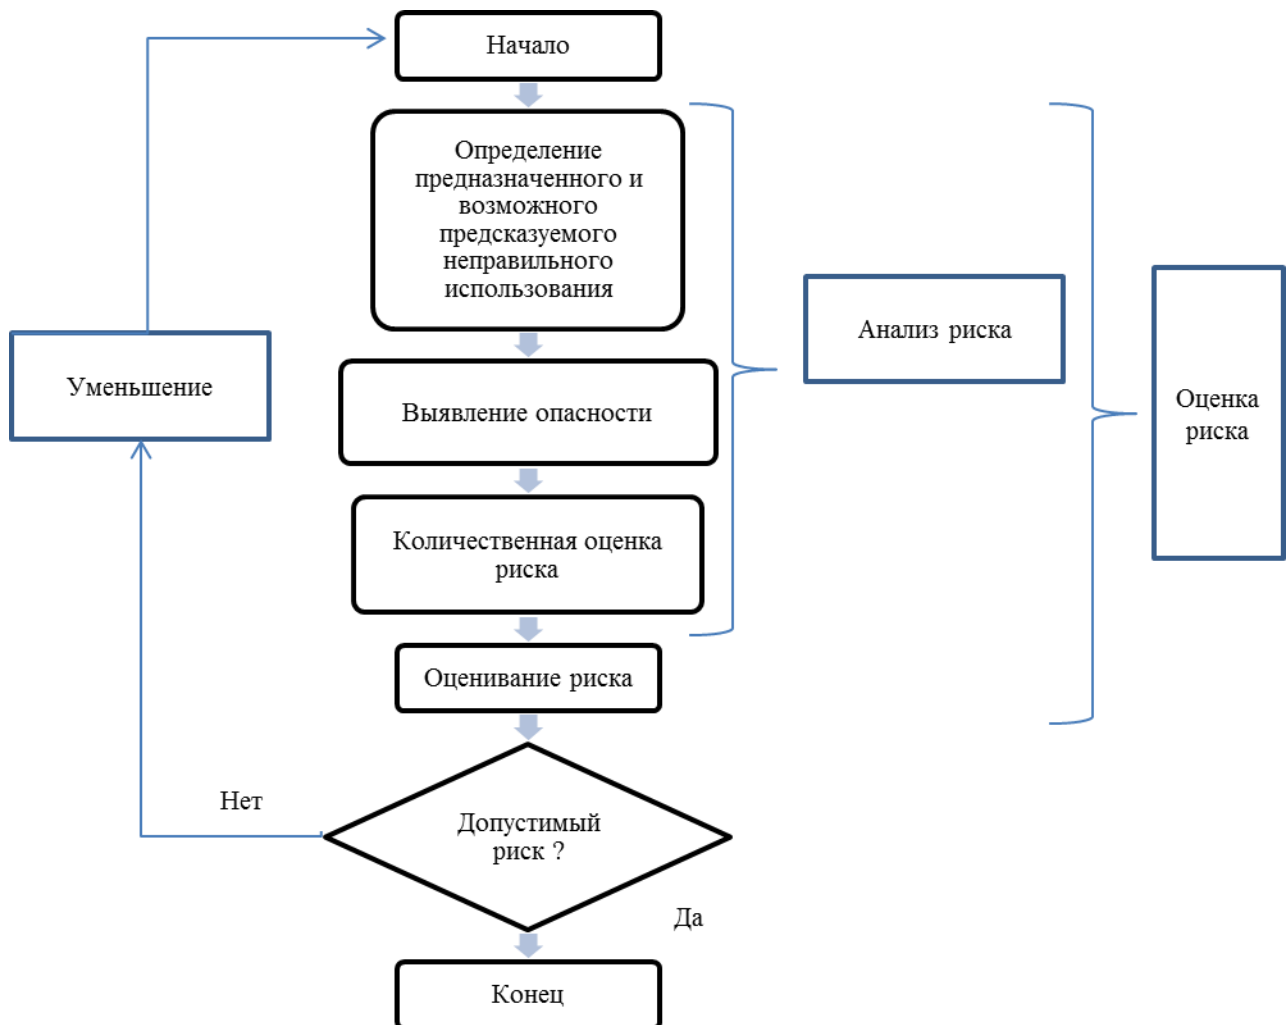 Начало
Определение
предназначенного и
возможного
предсказуемого
неправильного
использования
Анализ риска
Уменьшение
Выявление опасности
Оценка
риска
Количественная оценка
риска
Оценивание риска
Нет
Допустимый
риск ?
Да
Конец